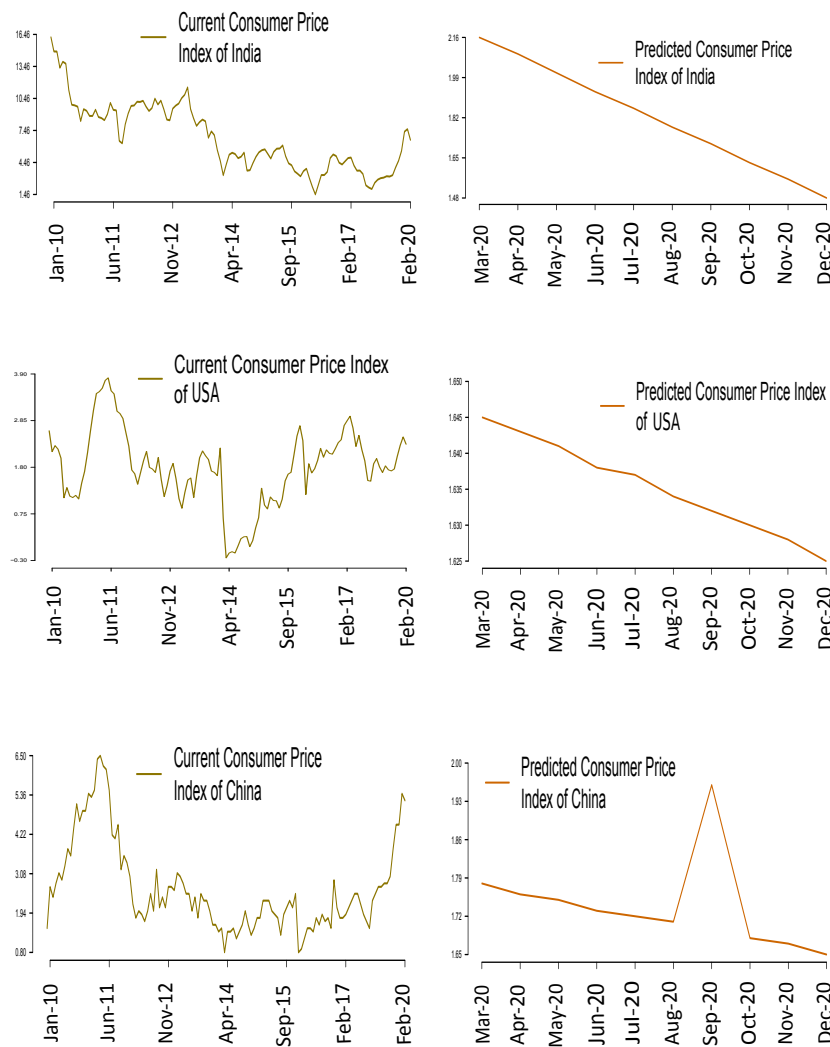 Current Consumer Price
Index of India
16.46
13.46
10.46
7.46
4.46
1.46
Jan-10
Jun-11
Nov-12
Apr-14
Sep-15
Feb-17
Feb-20
Predicted Consumer Price
Index of India
2.16
1.99
1.82
1.65
1.48
Mar-20
Apr-20
May-20
Jun-20
Jul-20
Aug-20
Sep-20
Oct-20
Nov-20
Dec-20
Current Consumer Price Index
of USA
3.90
2.85
1.80
0.75
−0.30
Jan-10
Jun-11
Nov-12
Apr-14
Sep-15
Feb-17
Feb-20
Predicted Consumer Price Index
of USA
1.650
1.645
1.640
1.635
1.630
1.625
Mar-20
Apr-20
May-20
Jun-20
Jul-20
Aug-20
Sep-20
Oct-20
Nov-20
Dec-20
Current Consumer Price
Index of China
6.50
5.36
4.22
3.08
1.94
0.80
Jan-10
Jun-11
Nov-12
Apr-14
Sep-15
Feb-17
Feb-20
Predicted Consumer Price
Index of China
2.00
1.93
1.86
1.79
1.72
1.65
Mar-20
Apr-20
May-20
Jun-20
Jul-20
Aug-20
Sep-20
Oct-20
Nov-20
Dec-20